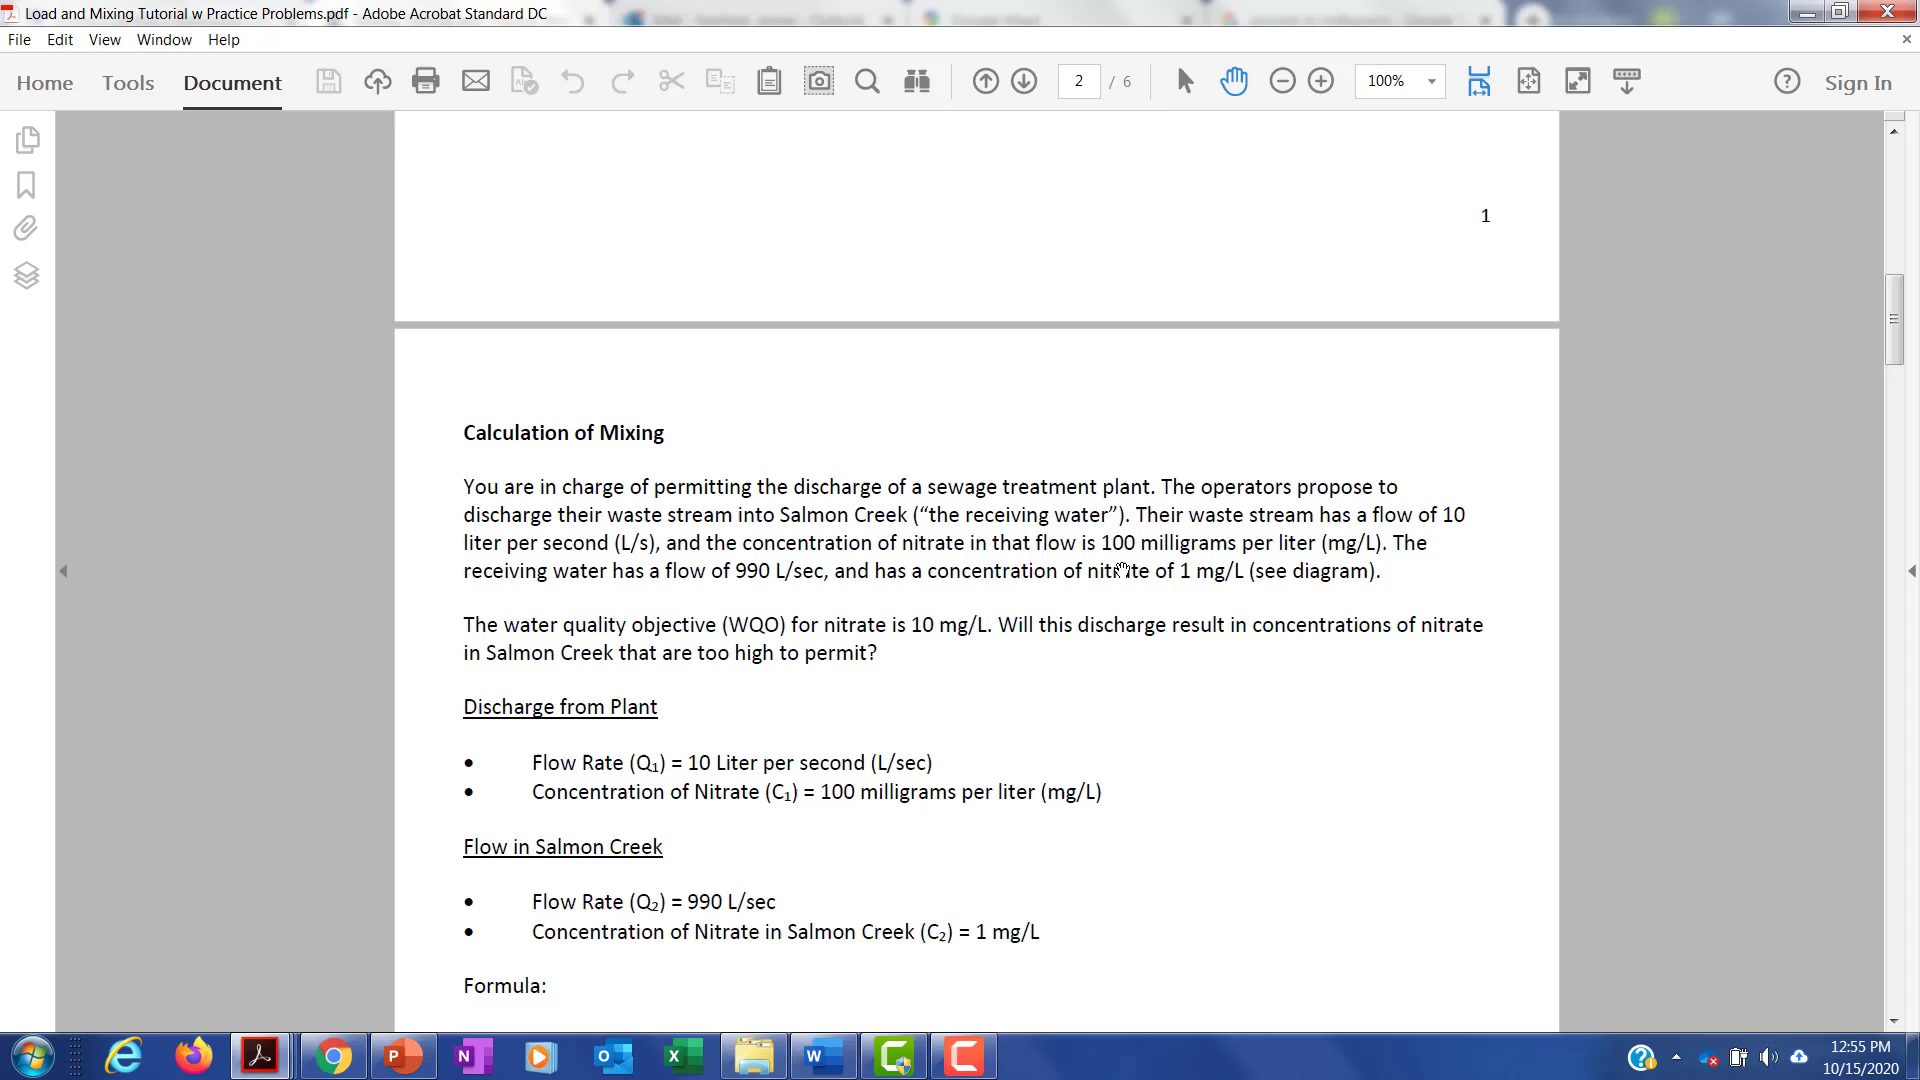 Load and Mixing Tutorial w Practice Problems.pdf - Adobe Acrobat Standard DC
File Edit View Window Help
Home Tools Document 2 / 6 100% Sign In
1
Calculation of Mixing
You are in charge of permitting the discharge of a sewage treatment plant. The operators propose to
discharge their waste stream into Salmon Creek (“the receiving water”). Their waste stream has a flow of 10
liter per second (L/s), and the concentration of nitrate in that flow is 100 milligrams per liter (mg/L). The
receiving water has a flow of 990 L/sec, and has a concentration of nitrate of 1 mg/L (see diagram).
The water quality objective (WQO) for nitrate is 10 mg/L. Will this discharge result in concentrations of nitrate
in Salmon Creek that are too high to permit?
Discharge from Plant
• Flow Rate (Q₁) = 10 Liter per second (L/sec)
• Concentration of Nitrate (C₁) = 100 milligrams per liter (mg/L)
Flow in Salmon Creek
• Flow Rate (Q₂) = 990 L/sec
• Concentration of Nitrate in Salmon Creek (C₂) = 1 mg/L
Formula:
12:55 PM
10/15/2020